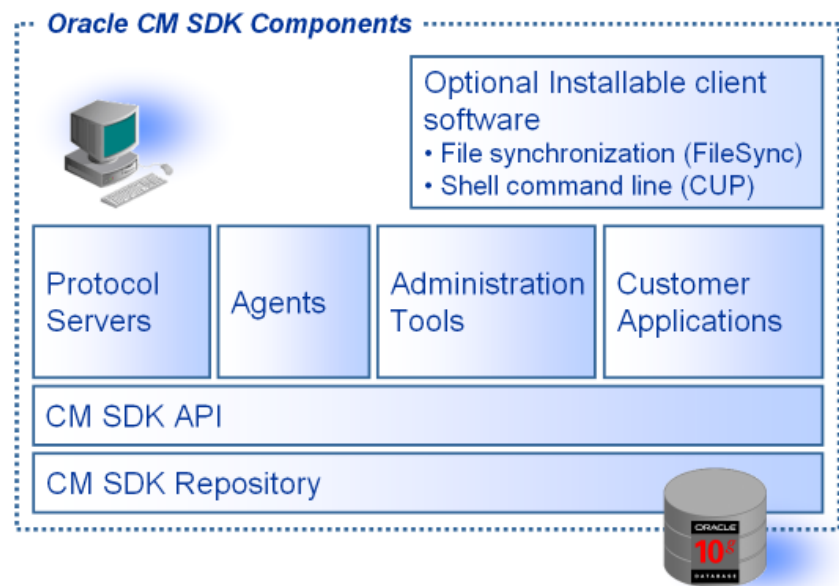 Oracle CM SDK Components
Optional Installable client
software
• File synchronization (FileSync)
• Shell command line (CUP)
Protocol
Servers
Agents
Administration
Tools
Customer
Applications
CM SDK API
CM SDK Repository
ORACLE
10g
DATABASE